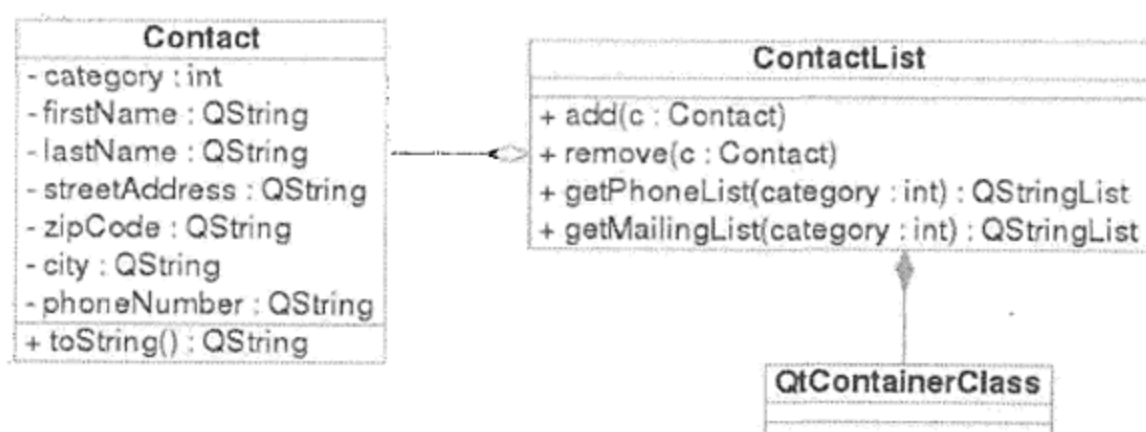 Contact
- category : int
- firstName : QString
- lastName : QString
- streetAddress : QString
- zipCode : QString
- city : QString
- phoneNumber : QString
+ toString() : QString
ContactList
+ add(c : Contact)
+ remove(c : Contact)
+ getPhoneList(category : int) : QStringList
+ getMailingList(category : int) : QStringList
QtContainerClass